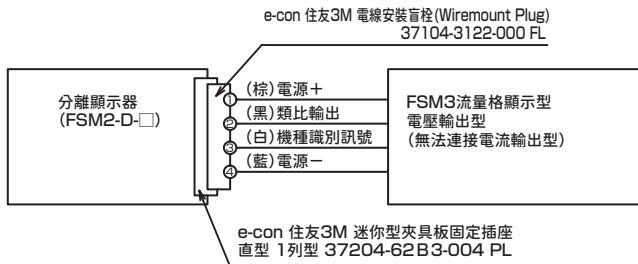 e-con 住友3M 電線安裝盲栓(Wiremount Plug)
37104-3122-000 FL
分離顯示器
(FSM2-D-□)
① (棕)電源+
② (黑)類比輸出
③ (白)機種識別訊號
④ (藍)電源−
FSM3流量格顯示型
電壓輸出型
(無法連接電流輸出型)
e-con 住友3M 迷你型夾具板固定插座
直型 1列型 37204-62B3-004 PL